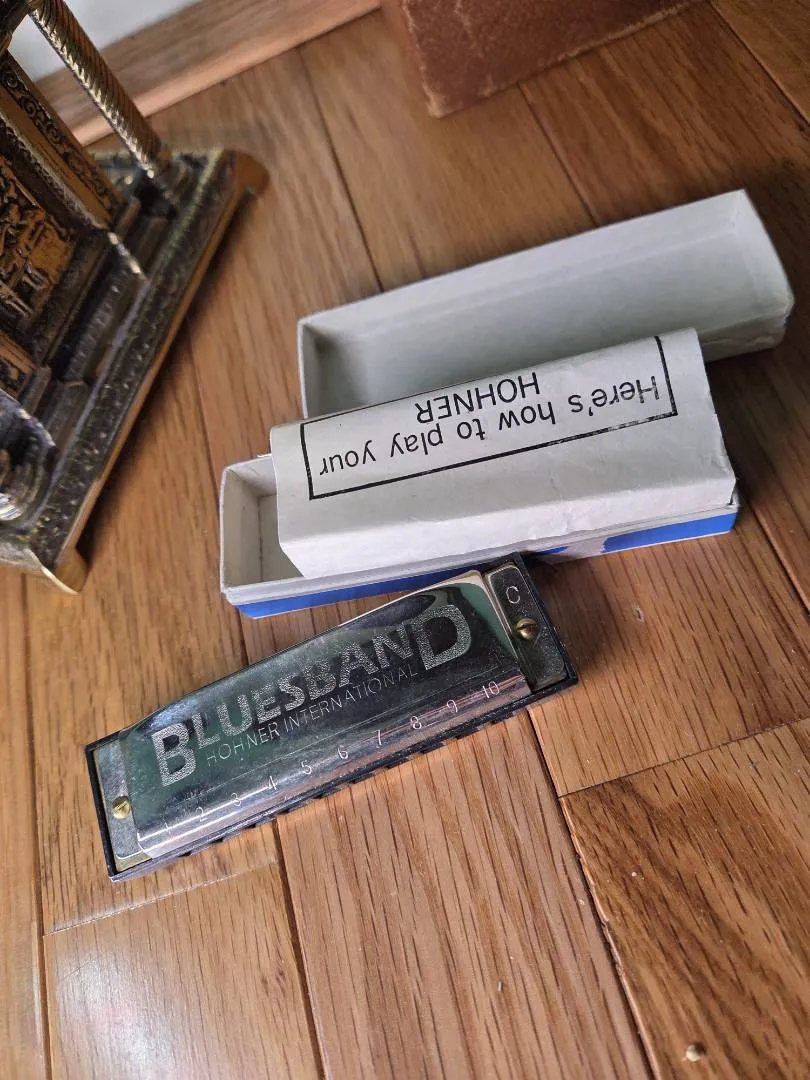 Here's how to play your
HOHNER
C
BLUESBAND
HOHNER INTERNATIONAL
1 2 3 4 5 6 7 8 9 10